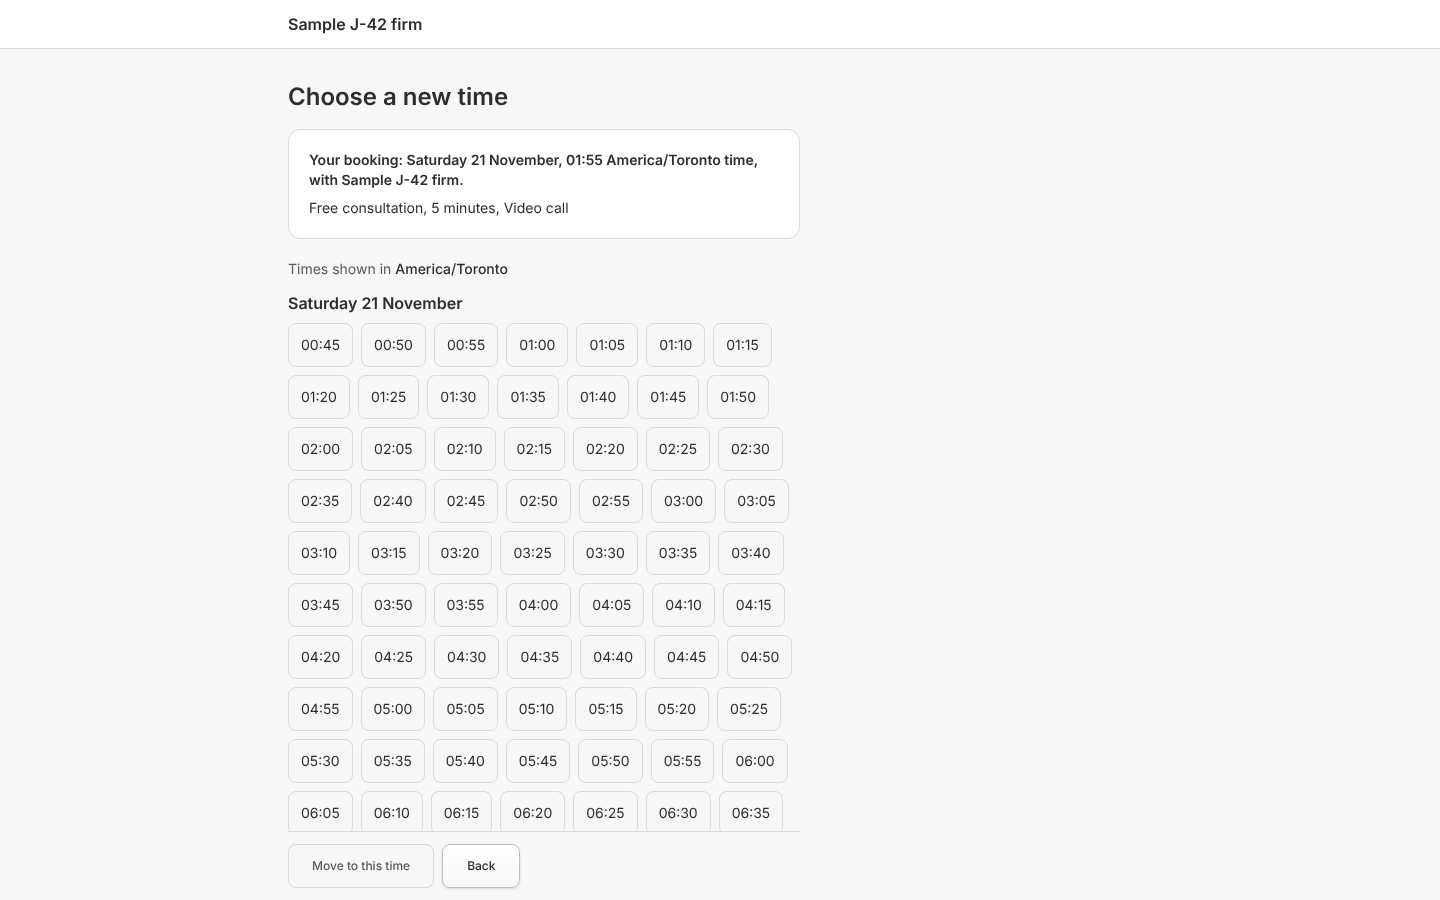 Sample J-42 firm
Choose a new time
Your booking: Saturday 21 November, 01:55 America/Toronto time,
with Sample J-42 firm.
Free consultation, 5 minutes, Video call
Times shown in America/Toronto
Saturday 21 November
00:45 00:50 00:55 01:00 01:05 01:10 01:15
01:20 01:25 01:30 01:35 01:40 01:45 01:50
02:00 02:05 02:10 02:15 02:20 02:25 02:30
02:35 02:40 02:45 02:50 02:55 03:00 03:05
03:10 03:15 03:20 03:25 03:30 03:35 03:40
03:45 03:50 03:55 04:00 04:05 04:10 04:15
04:20 04:25 04:30 04:35 04:40 04:45 04:50
04:55 05:00 05:05 05:10 05:15 05:20 05:25
05:30 05:35 05:40 05:45 05:50 05:55 06:00
06:05 06:10 06:15 06:20 06:25 06:30 06:35
Move to this time Back